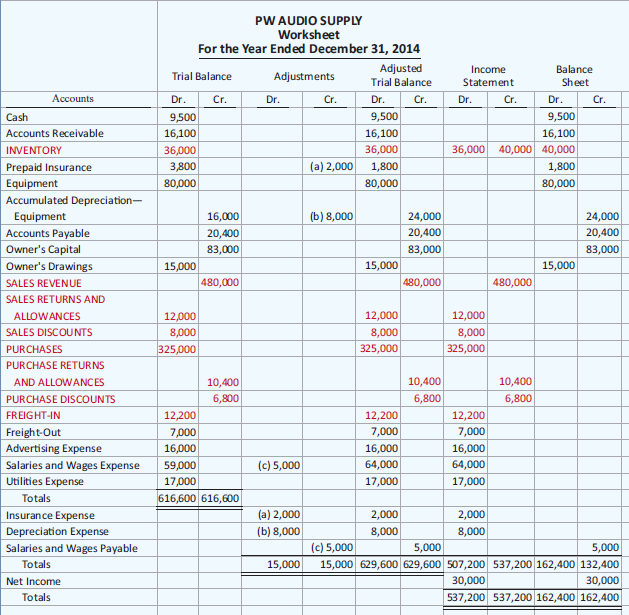 PW AUDIO SUPPLY
Worksheet
For the Year Ended December 31, 2014
Trial Balance Adjustments Adjusted Trial Balance Income Statement Balance Sheet
Accounts Dr. Cr. Dr. Cr. Dr. Cr. Dr. Cr. Dr. Cr.
Cash 9,500 9,500 9,500
Accounts Receivable 16,100 16,100 16,100
INVENTORY 36,000 36,000 36,000 40,000 40,000
Prepaid Insurance 3,800 (a) 2,000 1,800 1,800
Equipment 80,000 80,000 80,000
Accumulated Depreciation—
Equipment 16,000 (b) 8,000 24,000 24,000
Accounts Payable 20,400 20,400 20,400
Owner's Capital 83,000 83,000 83,000
Owner's Drawings 15,000 15,000 15,000
SALES REVENUE 480,000 480,000 480,000
SALES RETURNS AND
ALLOWANCES 12,000 12,000 12,000
SALES DISCOUNTS 8,000 8,000 8,000
PURCHASES 325,000 325,000 325,000
PURCHASE RETURNS
AND ALLOWANCES 10,400 10,400 10,400
PURCHASE DISCOUNTS 6,800 6,800 6,800
FREIGHT-IN 12,200 12,200 12,200
Freight-Out 7,000 7,000 7,000
Advertising Expense 16,000 16,000 16,000
Salaries and Wages Expense 59,000 (c) 5,000 64,000 64,000
Utilities Expense 17,000 17,000 17,000
Totals 616,600 616,600
Insurance Expense (a) 2,000 2,000 2,000
Depreciation Expense (b) 8,000 8,000 8,000
Salaries and Wages Payable (c) 5,000 5,000 5,000
Totals 15,000 15,000 629,600 629,600 507,200 537,200 162,400 132,400
Net Income 30,000 30,000
Totals 537,200 537,200 162,400 162,400